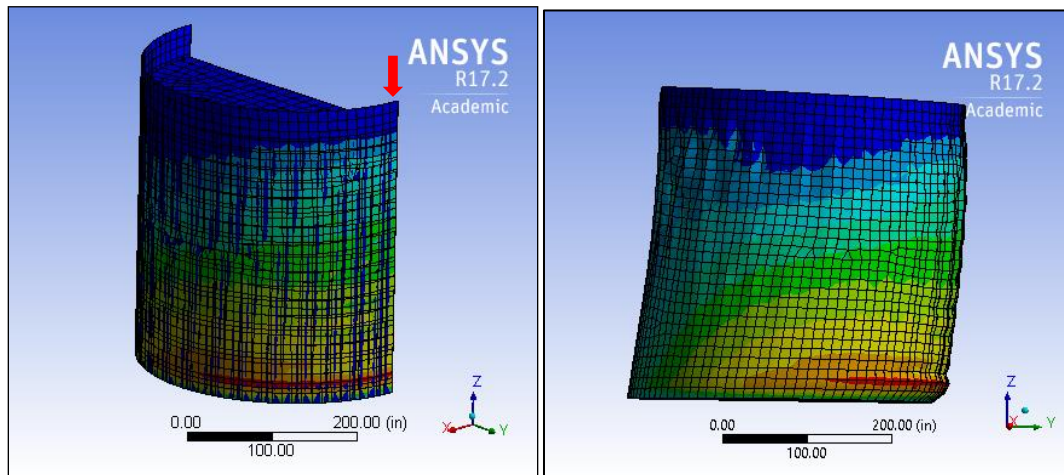 ANSYS
R17.2
Academic
Z
X
Y
0.00
200.00 (in)
100.00
ANSYS
R17.2
Academic
Z
X
Y
0.00
200.00 (in)
100.00